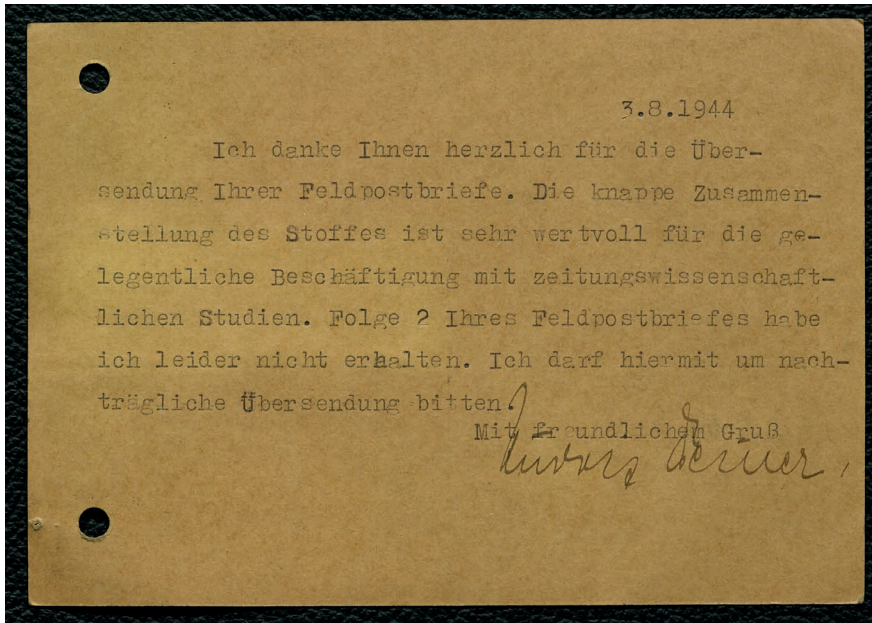 3.8.1944
Ich danke Ihnen herzlich für die Über-
sendung Ihrer Feldpostbriefe. Die knappe Zusammen-
stellung des Stoffes ist sehr wertvoll für die ge-
legentliche Beschäftigung mit zeitungswissenschaft-
lichen Studien. Folge 2 Ihres Feldpostbriefes habe
ich leider nicht erhalten. Ich darf hiermit um nach-
trägliche Übersendung bitten.
Mit freundlichem Gruß